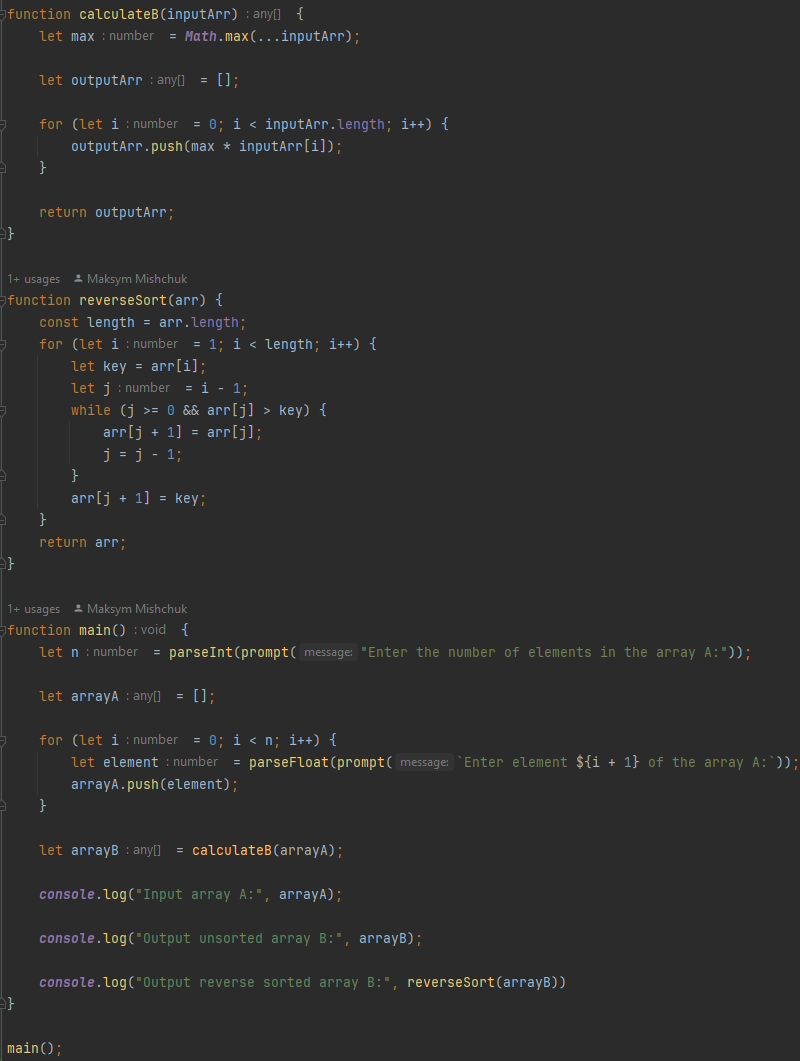 function calculateB(inputArr) : any[] {
    let max : number = Math.max(...inputArr);

    let outputArr : any[] = [];

    for (let i : number = 0; i < inputArr.length; i++) {
        outputArr.push(max * inputArr[i]);
    }

    return outputArr;
}

1+ usages Maksym Mishchuk
function reverseSort(arr) {
    const length = arr.length;
    for (let i : number = 1; i < length; i++) {
        let key = arr[i];
        let j : number = i - 1;
        while (j >= 0 && arr[j] > key) {
            arr[j + 1] = arr[j];
            j = j - 1;
        }
        arr[j + 1] = key;
    }
    return arr;
}

1+ usages Maksym Mishchuk
function main() : void {
    let n : number = parseInt(prompt( message: "Enter the number of elements in the array A:"));

    let arrayA : any[] = [];

    for (let i : number = 0; i < n; i++) {
        let element : number = parseFloat(prompt( message: `Enter element ${i + 1} of the array A:`));
        arrayA.push(element);
    }

    let arrayB : any[] = calculateB(arrayA);

    console.log("Input array A:", arrayA);

    console.log("Output unsorted array B:", arrayB);

    console.log("Output reverse sorted array B:", reverseSort(arrayB))
}

main();